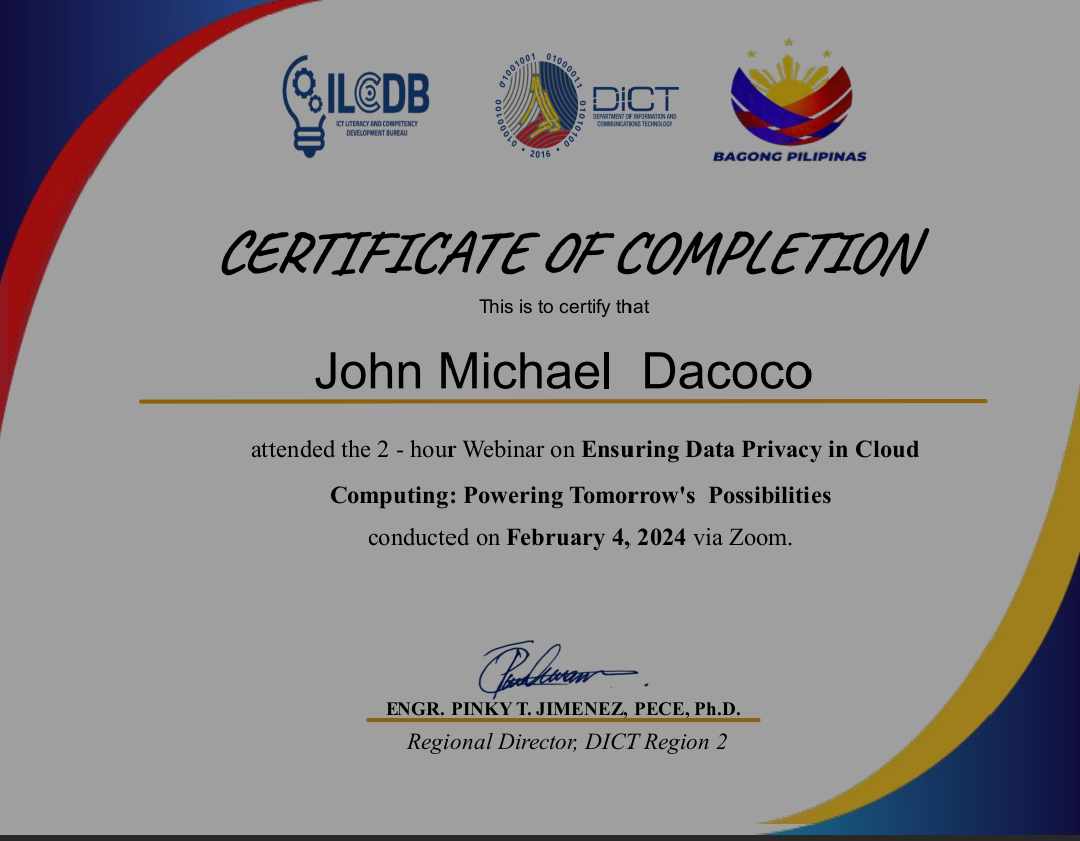 ILCDB
ICT LITERACY AND COMPETENCY
DEVELOPMENT BUREAU
01000100 01001001 01000011 01010100
• 2016 •
DICT
DEPARTMENT OF INFORMATION AND
COMMUNICATIONS TECHNOLOGY
BAGONG PILIPINAS
CERTIFICATE OF COMPLETION
This is to certify that
John Michael  Dacoco
attended the 2 - hour Webinar on Ensuring Data Privacy in Cloud
Computing: Powering Tomorrow's  Possibilities
conducted on February 4, 2024 via Zoom.
ENGR. PINKY T. JIMENEZ, PECE, Ph.D.
Regional Director, DICT Region 2